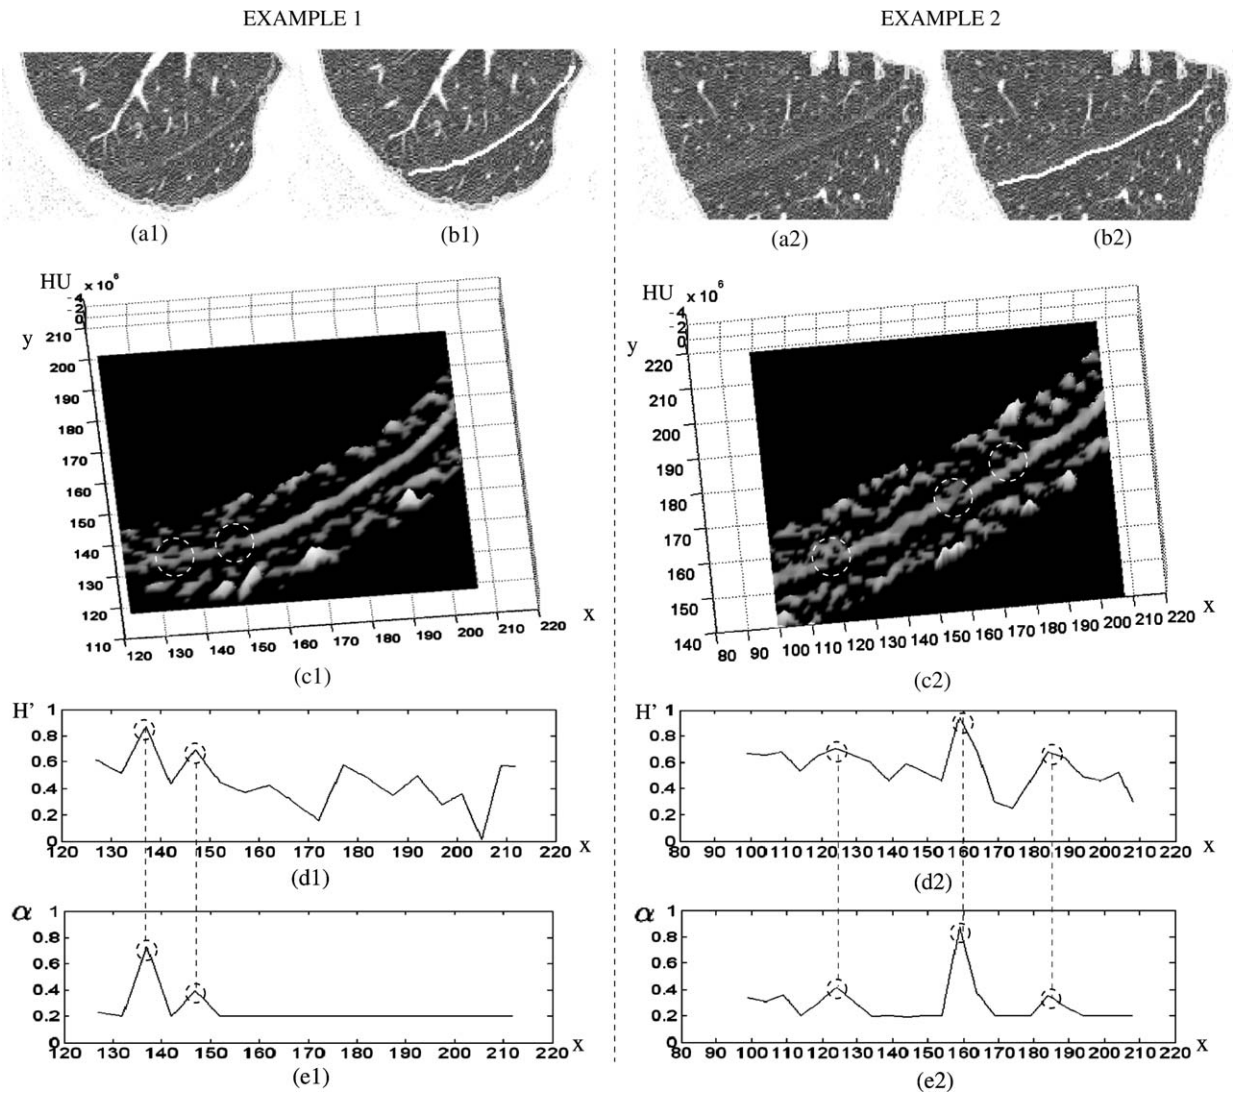 EXAMPLE 1
EXAMPLE 2
(a1)
(b1)
(a2)
(b2)
HU x 10⁶
-4
-2
0
y
210
200
190
180
170
160
150
140
130
120
110 120 130 140 150 160 170 180 190 200 220 x
(c1)
HU x 10⁶
-4
-2
0
y
220
210
200
190
180
170
160
150
140 80 90 100 110 120 130 140 150 160 170 180 190 200 210 220 x
(c2)
H'
1
0.8
0.6
0.4
0.2
0
120 130 140 150 160 170 180 190 200 210 220 x
(d1)
H'
1
0.8
0.6
0.4
0.2
0
80 90 100 110 120 130 140 150 160 170 180 190 200 210 220 x
(d2)
α
1
0.8
0.6
0.4
0.2
0
120 130 140 150 160 170 180 190 200 210 220 x
(e1)
α
1
0.8
0.6
0.4
0.2
0
80 90 100 110 120 130 140 150 160 170 180 190 200 210 220 x
(e2)